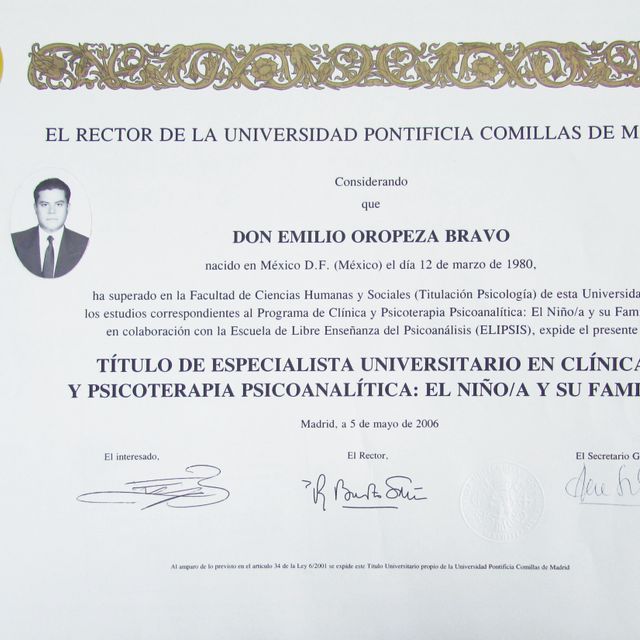 EL RECTOR DE LA UNIVERSIDAD PONTIFICIA COMILLAS DE M
Considerando
que
DON EMILIO OROPEZA BRAVO
nacido en México D.F. (México) el día 12 de marzo de 1980,
ha superado en la Facultad de Ciencias Humanas y Sociales (Titulación Psicología) de esta Universida
los estudios correspondientes al Programa de Clínica y Psicoterapia Psicoanalítica: El Niño/a y su Fami
en colaboración con la Escuela de Libre Enseñanza del Psicoanálisis (ELIPSIS), expide el presente
TÍTULO DE ESPECIALISTA UNIVERSITARIO EN CLÍNICA
Y PSICOTERAPIA PSICOANALÍTICA: EL NIÑO/A Y SU FAMI
Madrid, a 5 de mayo de 2006
El interesado, El Rector, El Secretario G
Al amparo de lo previsto en el artículo 34 de la Ley 6/2001 se expide este Título Universitario propio de la Universidad Pontificia Comillas de Madrid